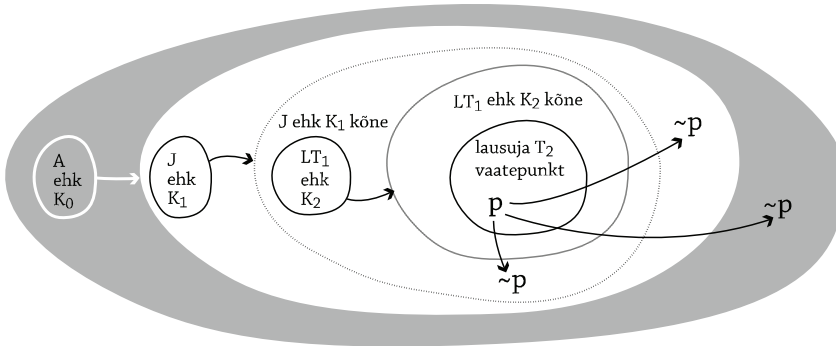 A
ehk
K₀
J
ehk
K₁
J ehk K₁ kõne
LT₁
ehk
K₂
LT₁ ehk K₂ kõne
lausuja T₂
vaatepunkt
p
~p
~p
~p